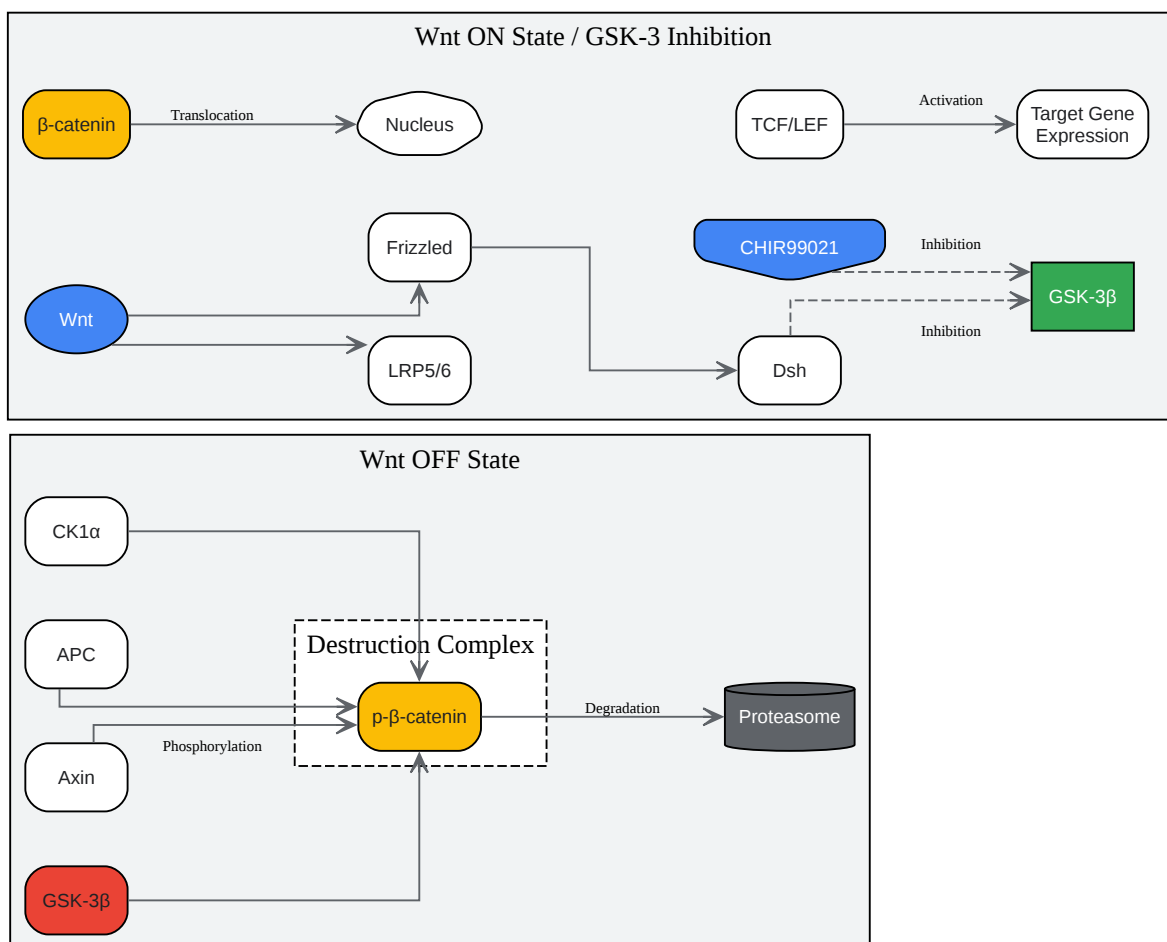 Wnt ON State / GSK-3 Inhibition
β-catenin
Translocation
Nucleus
TCF/LEF
Activation
Target Gene
Expression
Frizzled
CHIR99021
Inhibition
GSK-3β
Wnt
Inhibition
LRP5/6
Dsh
Wnt OFF State
CK1α
APC
Destruction Complex
p-β-catenin
Degradation
Proteasome
Phosphorylation
Axin
GSK-3β